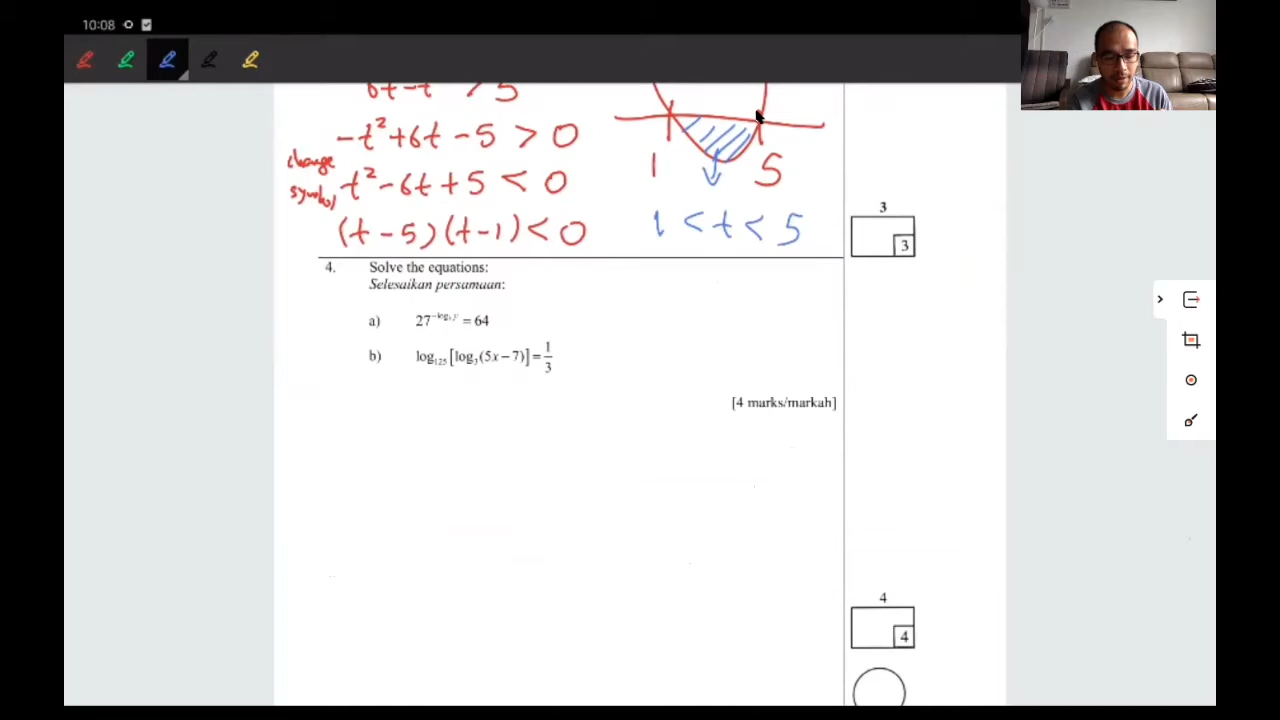 10:08
6t - t² > 5
-t² + 6t - 5 > 0
change
symbol t² - 6t + 5 < 0
(t - 5)(t - 1) < 0
1 5
1 < t < 5
3
3
4. Solve the equations:
Selesaikan persamaan:
a) 27^(-log₃ y) = 64
b) log₁₂₅[log₃(5x − 7)] = 1/3
[4 marks/markah]
4
4